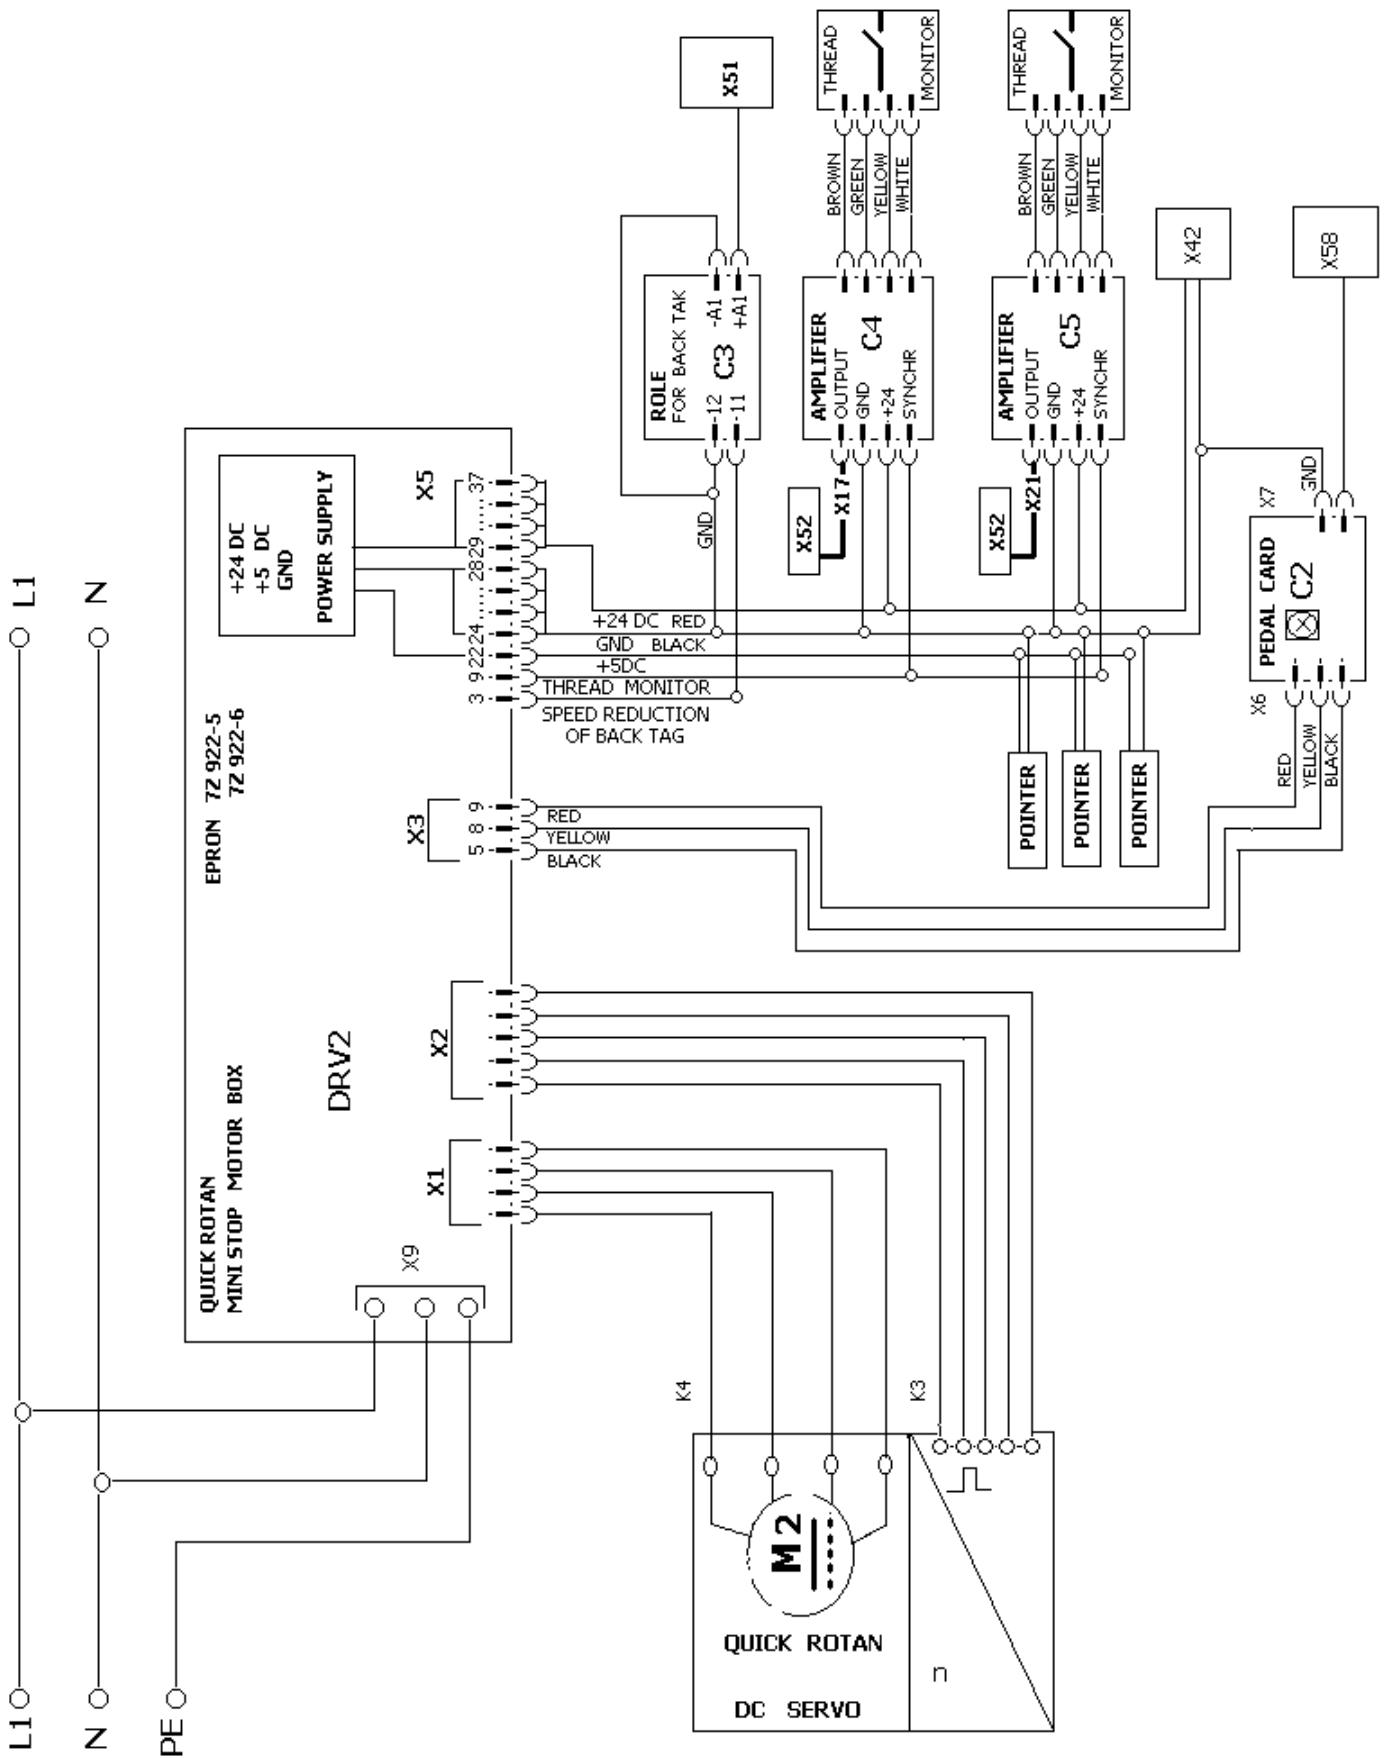 L1
N
L1
N
PE
QUICK ROTAN
MINI STOP MOTOR BOX
EPRON 72 922-5
72 922-6
DRV2
+24 DC
+5 DC
GND
POWER SUPPLY
X9
X1
X2
X3
5 8 9
X5
3 9 22 24 ...... 28 29 ...... 37
+24 DC RED
GND BLACK
+5DC
THREAD MONITOR
SPEED REDUCTION
OF BACK TAG
RED
YELLOW
BLACK
GND
ROLE
FOR BACK TAK
C3
-12
-11
-A1
+A1
X51
X52
X17
AMPLIFIER
C4
OUTPUT
GND
+24
SYNCHR
BROWN
GREEN
YELLOW
WHITE
THREAD
MONITOR
X52
X21
AMPLIFIER
C5
OUTPUT
GND
+24
SYNCHR
BROWN
GREEN
YELLOW
WHITE
THREAD
MONITOR
X42
X58
POINTER
POINTER
POINTER
GND
X7
PEDAL CARD
C2
X6
RED
YELLOW
BLACK
K4
K3
M2
QUICK ROTAN
DC SERVO
n